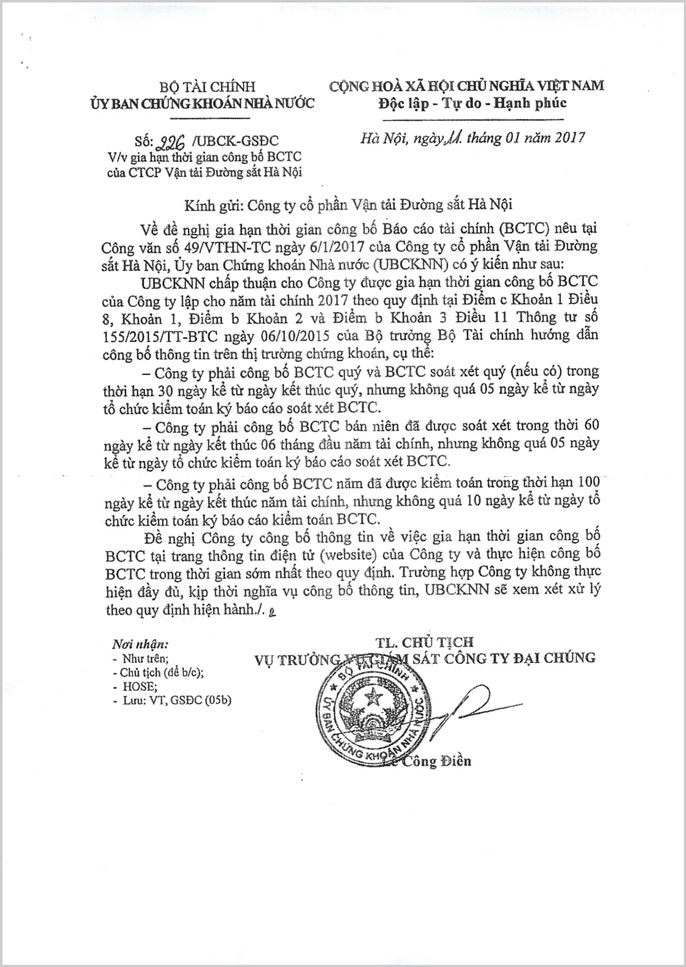 BỘ TÀI CHÍNH
ỦY BAN CHỨNG KHOÁN NHÀ NƯỚC
CỘNG HOÀ XÃ HỘI CHỦ NGHĨA VIỆT NAM
Độc lập - Tự do - Hạnh phúc
Số: 226 /UBCK-GSĐC
V/v gia hạn thời gian công bố BCTC
của CTCP Vận tải Đường sắt Hà Nội
Hà Nội, ngày 11 tháng 01 năm 2017
Kính gửi: Công ty cổ phần Vận tải Đường sắt Hà Nội
Về đề nghị gia hạn thời gian công bố Báo cáo tài chính (BCTC) nêu tại
Công văn số 49/VTHN-TC ngày 6/1/2017 của Công ty cổ phần Vận tải Đường
sắt Hà Nội, Ủy ban Chứng khoán Nhà nước (UBCKNN) có ý kiến như sau:
UBCKNN chấp thuận cho Công ty được gia hạn thời gian công bố BCTC
của Công ty lập cho năm tài chính 2017 theo quy định tại Điểm c Khoản 1 Điều
8, Khoản 1, Điểm b Khoản 2 và Điểm b Khoản 3 Điều 11 Thông tư số
155/2015/TT-BTC ngày 06/10/2015 của Bộ trưởng Bộ Tài chính hướng dẫn
công bố thông tin trên thị trường chứng khoán, cụ thể:
– Công ty phải công bố BCTC quý và BCTC soát xét quý (nếu có) trong
thời hạn 30 ngày kể từ ngày kết thúc quý, nhưng không quá 05 ngày kể từ ngày
tổ chức kiểm toán ký báo cáo soát xét BCTC.
– Công ty phải công bố BCTC bán niên đã được soát xét trong thời 60
ngày kể từ ngày kết thúc 06 tháng đầu năm tài chính, nhưng không quá 05 ngày
kể từ ngày tổ chức kiểm toán ký báo cáo soát xét BCTC.
– Công ty phải công bố BCTC năm đã được kiểm toán trong thời hạn 100
ngày kể từ ngày kết thúc năm tài chính, nhưng không quá 10 ngày kể từ ngày tổ
chức kiểm toán ký báo cáo kiểm toán BCTC.
Đề nghị Công ty công bố thông tin về việc gia hạn thời gian công bố
BCTC tại trang thông tin điện tử (website) của Công ty và thực hiện công bố
BCTC trong thời gian sớm nhất theo quy định. Trường hợp Công ty không thực
hiện đầy đủ, kịp thời nghĩa vụ công bố thông tin, UBCKNN sẽ xem xét xử lý
theo quy định hiện hành./.
Nơi nhận:
- Như trên;
- Chủ tịch (để b/c);
- HOSE;
- Lưu: VT, GSĐC (05b)
TL. CHỦ TỊCH
VỤ TRƯỞNG VỤ GIÁM SÁT CÔNG TY ĐẠI CHÚNG
BỘ TÀI CHÍNH
ỦY BAN CHỨNG KHOÁN NHÀ NƯỚC
Lê Công Điền